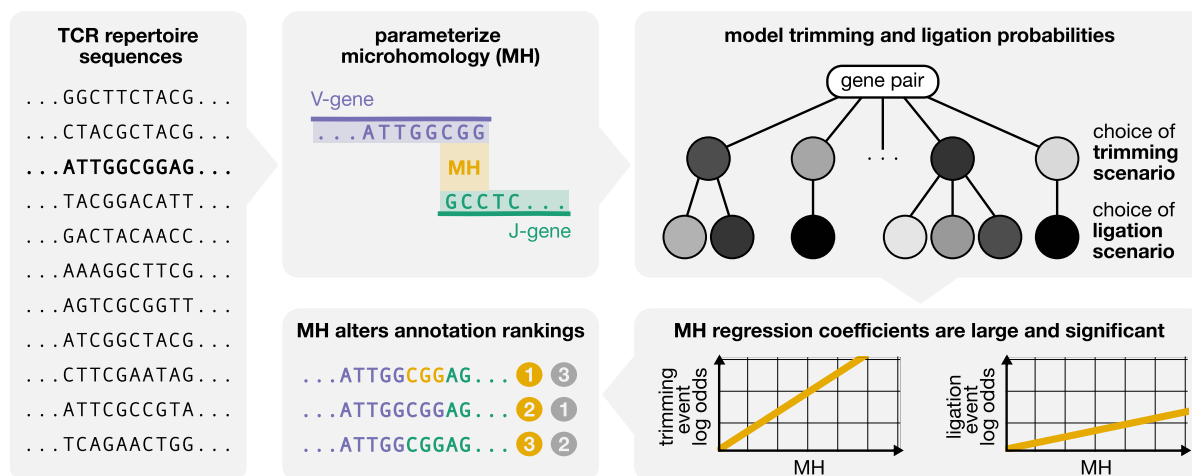 TCR repertoire
sequences
...GGCTTCTACG...
...CTACGCTACG...
...ATTGGCGGAG...
...TACGGACATT...
...GACTACAACC...
...AAAGGCTTCG...
...AGTCGCGGTT...
...ATCGGCTACG...
...CTTCGAATAG...
...ATTCGCCGTA...
...TCAGAACTGG...
parameterize
microhomology (MH)
V-gene
...ATTGGCGG
MH
GCCTC...
J-gene
model trimming and ligation probabilities
gene pair
...
choice of
trimming
scenario
choice of
ligation
scenario
MH alters annotation rankings
...ATTGGCGGAG... 1 3
...ATTGGCGGAG... 2 1
...ATTGGCGGAG... 3 2
MH regression coefficients are large and significant
trimming
event
log odds
MH
ligation
event
log odds
MH